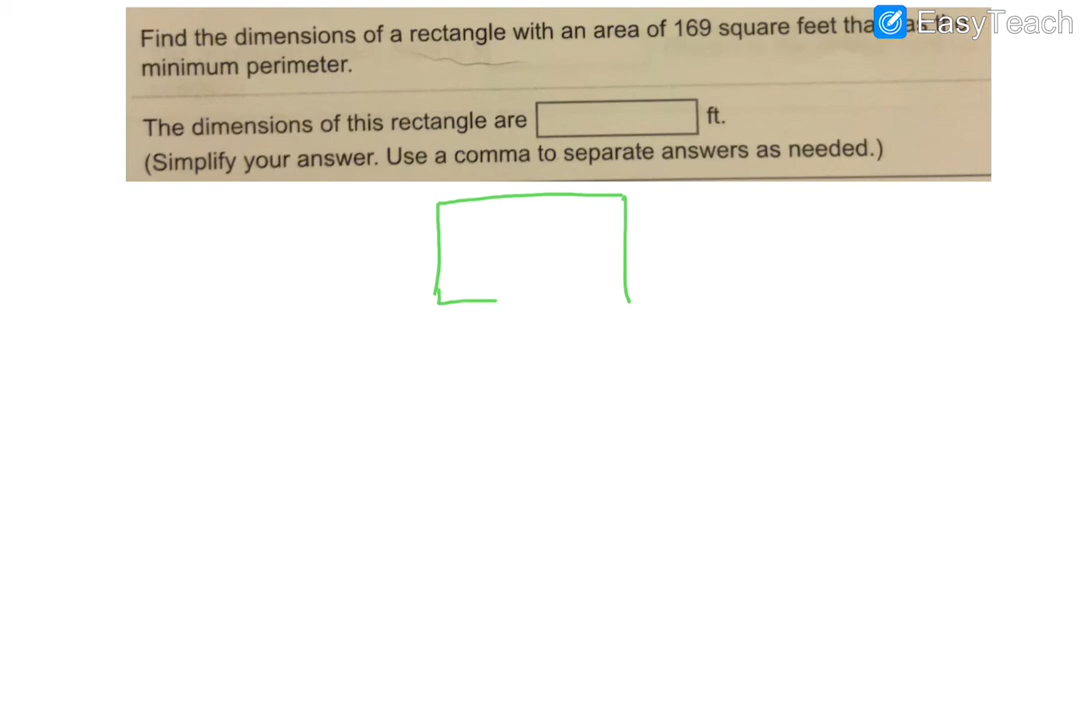 Find the dimensions of a rectangle with an area of 169 square feet
EasyTeach
minimum perimeter.
The dimensions of this rectangle are
ft.
(Simplify your answer. Use a comma to separate answers as needed.)